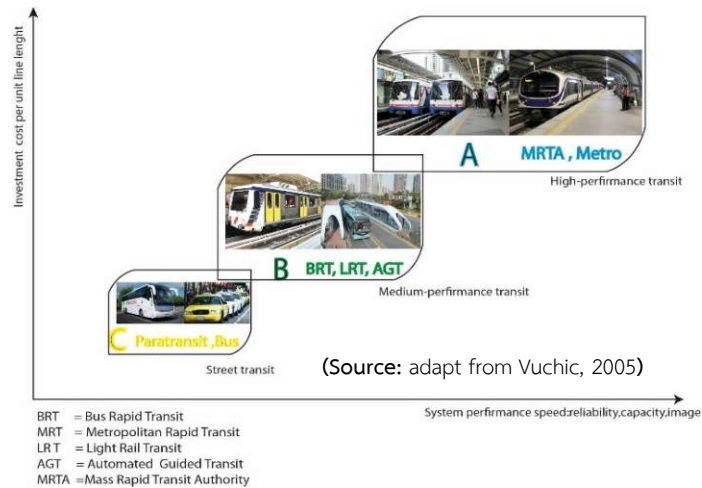 Investment cost per unit line lenght
A
MRTA , Metro
High-perfirmance transit
B
BRT, LRT, AGT
Medium-perfirmance transit
C
Paratransit ,Bus
Street transit
(Source: adapt from Vuchic, 2005)
System perfirmance speed:reliability,capacity,image
BRT = Bus Rapid Transit
MRT = Metropolitan Rapid Transit
LR T = Light Rail Transit
AGT = Automated Guided Transit
MRTA =Mass Rapid Transit Authority